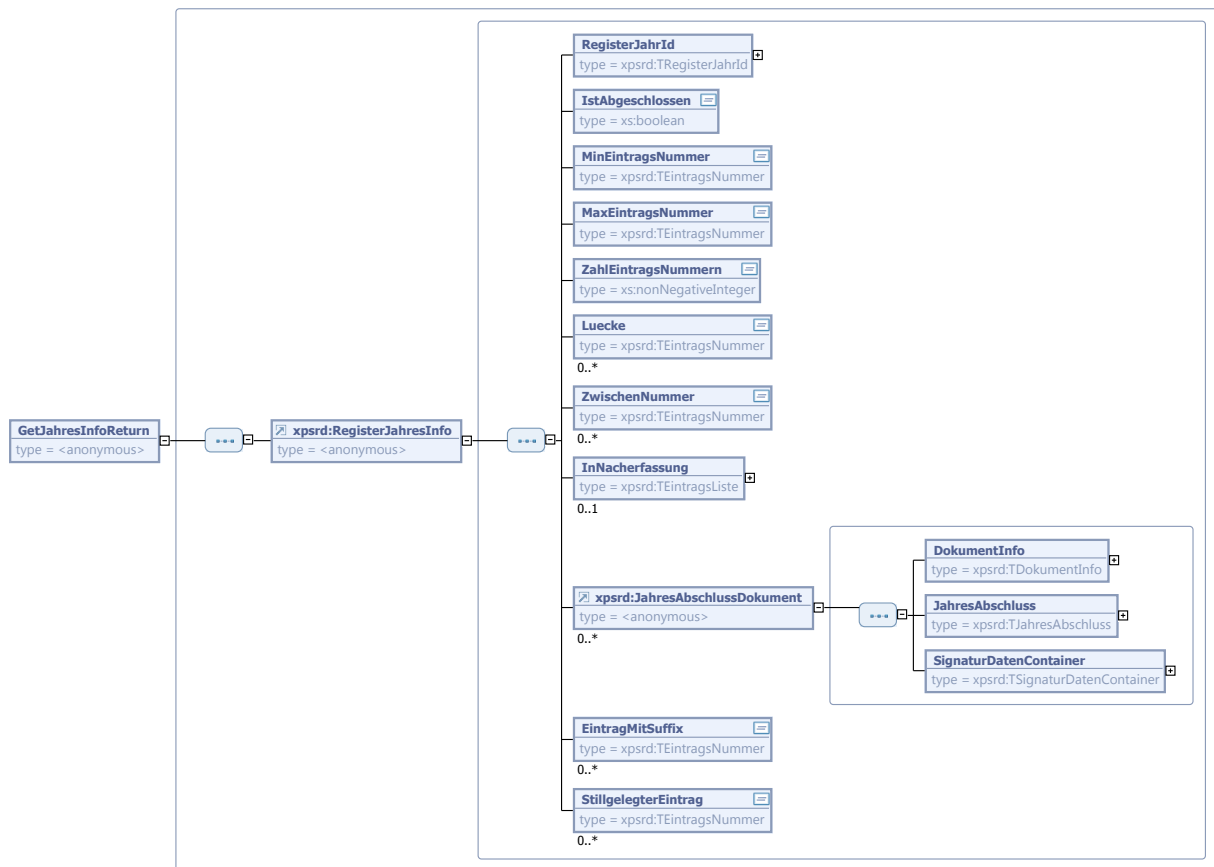 RegisterJahrId
type = xpsrd:TRegisterJahrId
IstAbgeschlossen
type = xs:boolean
MinEintragsNummer
type = xpsrd:TEintragsNummer
MaxEintragsNummer
type = xpsrd:TEintragsNummer
ZahlEintragsNummern
type = xs:nonNegativeInteger
Luecke
type = xpsrd:TEintragsNummer
0..*
ZwischenNummer
type = xpsrd:TEintragsNummer
0..*
GetJahresInfoReturn
type = <anonymous>
xpsrd:RegisterJahresInfo
type = <anonymous>
InNacherfassung
type = xpsrd:TEintragsListe
0..1
xpsrd:JahresAbschlussDokument
type = <anonymous>
0..*
DokumentInfo
type = xpsrd:TDokumentInfo
JahresAbschluss
type = xpsrd:TJahresAbschluss
SignaturDatenContainer
type = xpsrd:TSignaturDatenContainer
EintragMitSuffix
type = xpsrd:TEintragsNummer
0..*
StillgelegterEintrag
type = xpsrd:TEintragsNummer
0..*